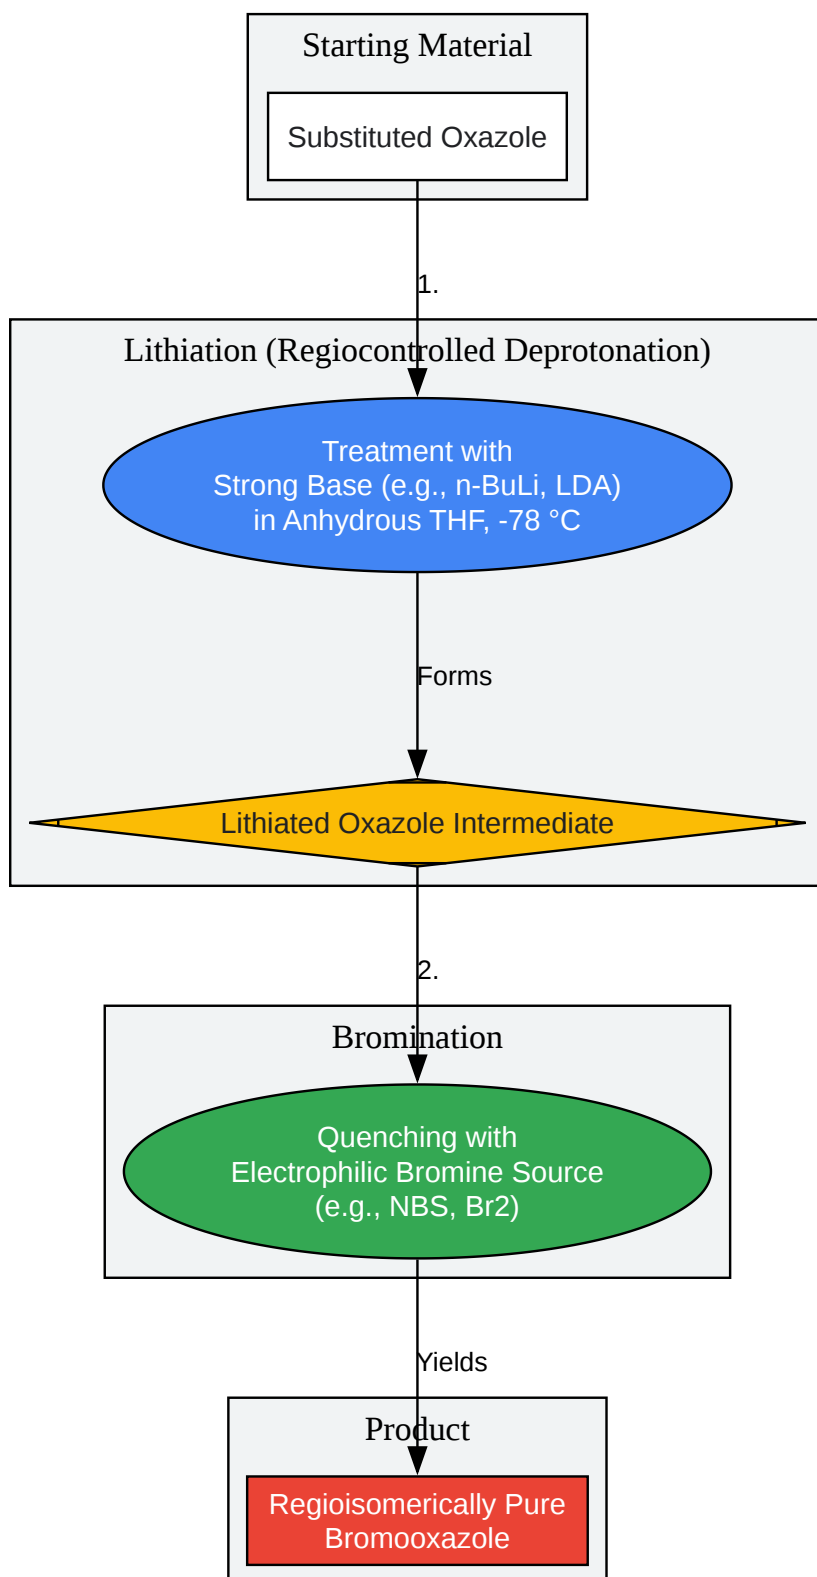 Starting Material
Substituted Oxazole
1.
Lithiation (Regiocontrolled Deprotonation)
Treatment with
Strong Base (e.g., n-BuLi, LDA)
in Anhydrous THF, -78 °C
Forms
Lithiated Oxazole Intermediate
2.
Bromination
Quenching with
Electrophilic Bromine Source
(e.g., NBS, Br2)
Yields
Product
Regioisomerically Pure
Bromooxazole